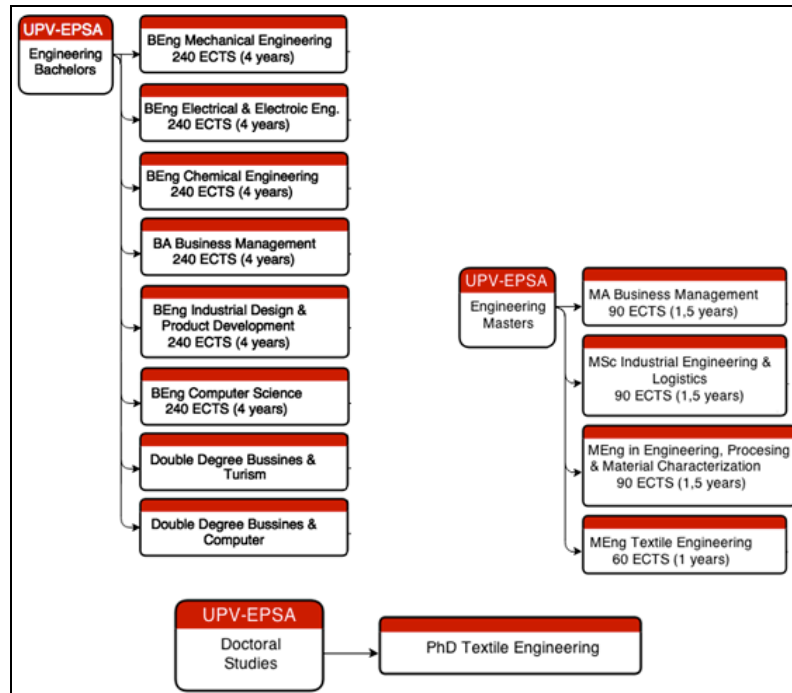 UPV-EPSA
Engineering
Bachelors
BEng Mechanical Engineering
240 ECTS (4 years)
BEng Electrical & Electroic Eng.
240 ECTS (4 years)
BEng Chemical Engineering
240 ECTS (4 years)
BA Business Management
240 ECTS (4 years)
BEng Industrial Design &
Product Development
240 ECTS (4 years)
BEng Computer Science
240 ECTS (4 years)
Double Degree Bussines &
Turism
Double Degree Bussines &
Computer
UPV-EPSA
Engineering
Masters
MA Business Management
90 ECTS (1,5 years)
MSc Industrial Engineering &
Logistics
90 ECTS (1,5 years)
MEng in Engineering, Procesing
& Material Characterization
90 ECTS (1,5 years)
MEng Textile Engineering
60 ECTS (1 years)
UPV-EPSA
Doctoral
Studies
PhD Textile Engineering